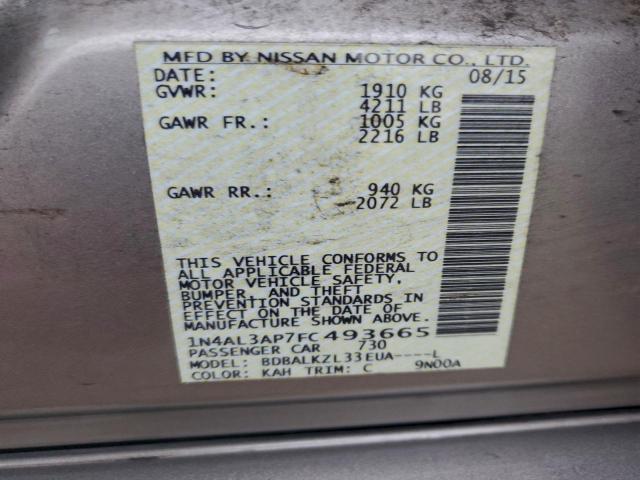 MFD BY NISSAN MOTOR CO., LTD.
DATE: 08/15
GVWR: 1910 KG
4211 LB
GAWR FR.: 1005 KG
2216 LB
GAWR RR.: 940 KG
2072 LB
THIS VEHICLE CONFORMS TO
ALL APPLICABLE FEDERAL
MOTOR VEHICLE SAFETY,
BUMPER, AND THEFT
PREVENTION STANDARDS IN
EFFECT ON THE DATE OF
MANUFACTURE SHOWN ABOVE.
1N4AL3AP7FC493665
PASSENGER CAR 730
MODEL: BDBALKZL33EUA----L
COLOR: KAH TRIM: C 9N00A